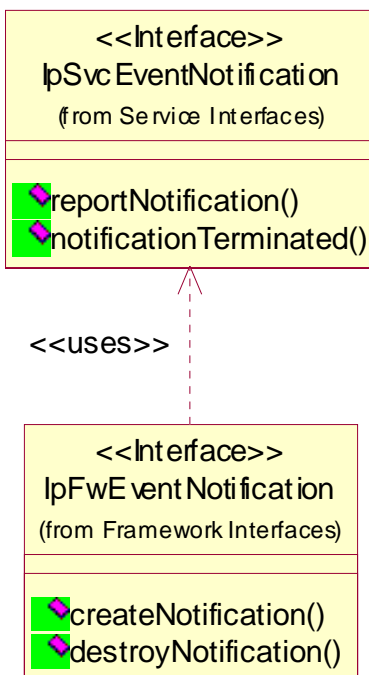 <<Interface>>
IpSvcEventNotification
(from Service Interfaces)
reportNotification()
notificationTerminated()
<<uses>>
<<Interface>>
IpFwEventNotification
(from Framework Interfaces)
createNotification()
destroyNotification()